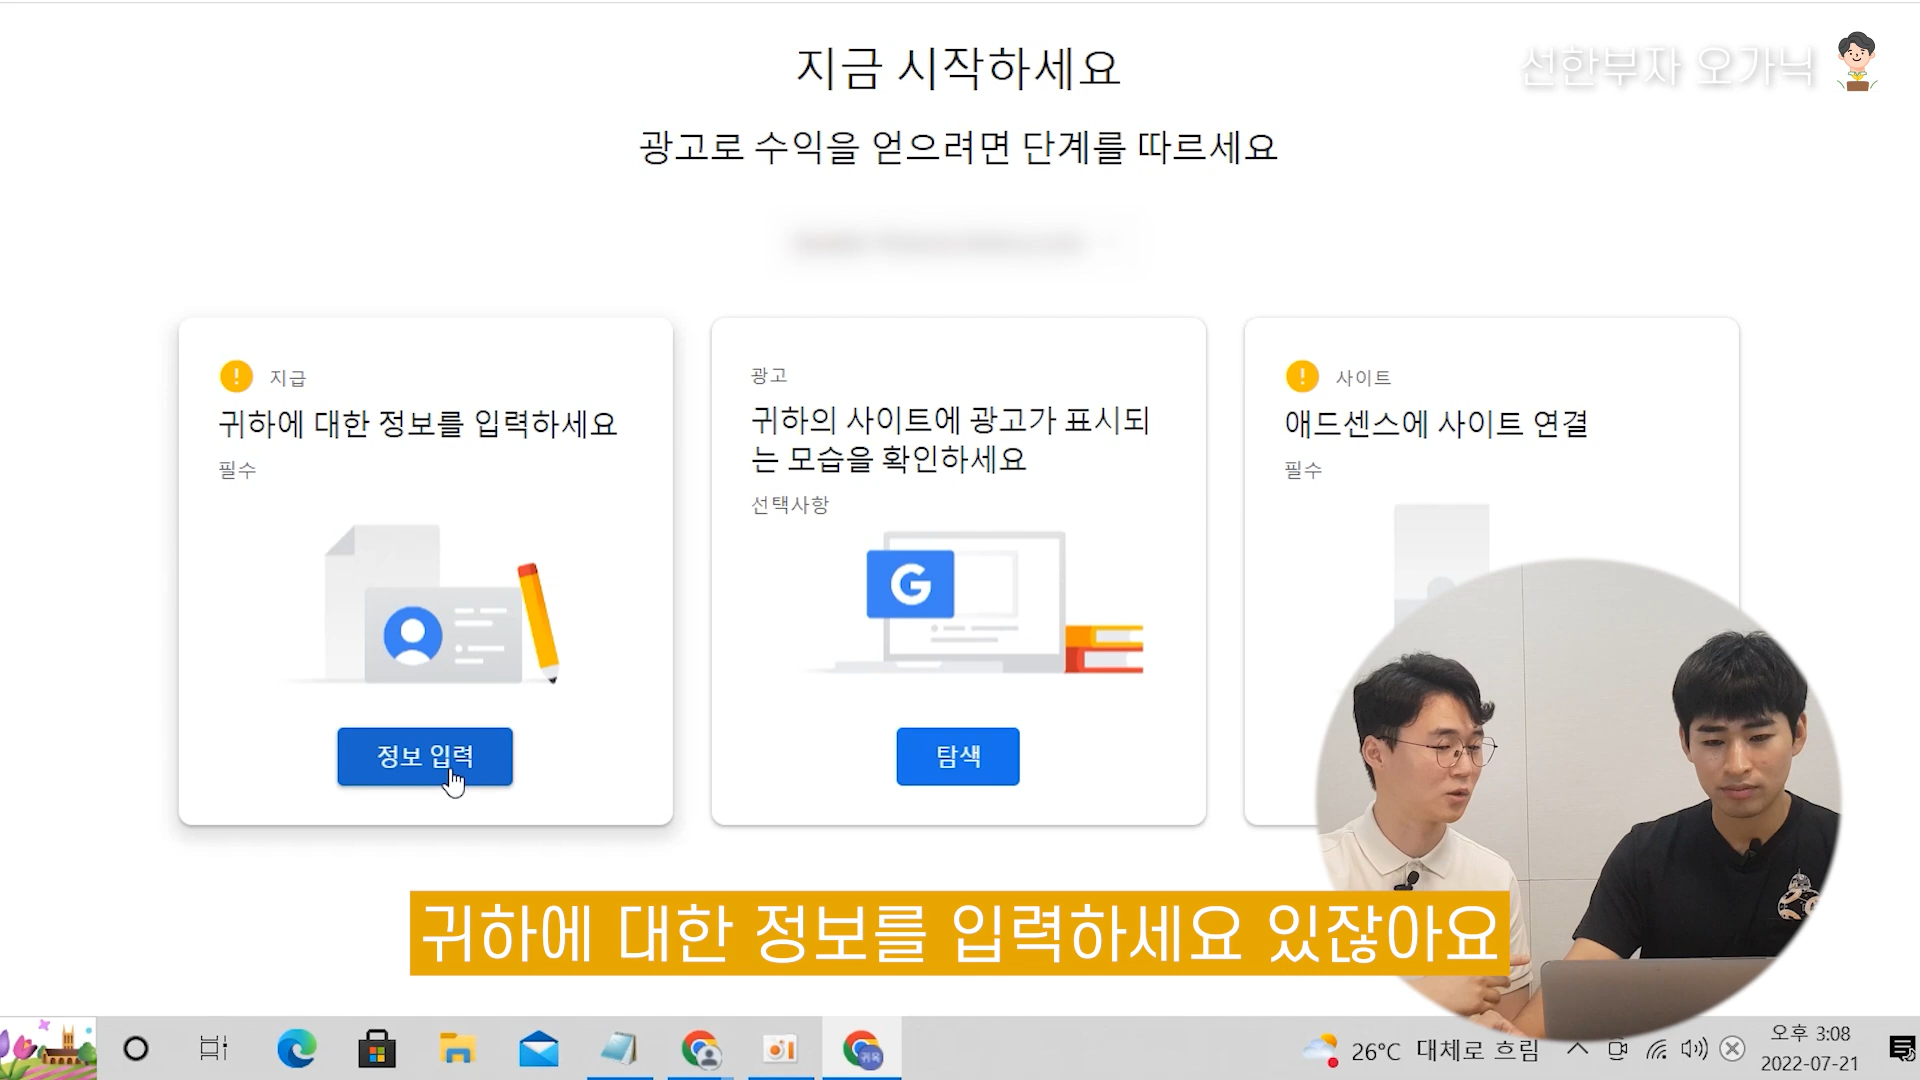 지금 시작하세요
선한부자 오가닉
광고로 수익을 얻으려면 단계를 따르세요
지급
귀하에 대한 정보를 입력하세요
필수
정보 입력
광고
귀하의 사이트에 광고가 표시되
는 모습을 확인하세요
선택사항
G
탐색
사이트
애드센스에 사이트 연결
필수
귀하에 대한 정보를 입력하세요 있잖아요
귀욱
26°C 대체로 흐림
오후 3:08
2022-07-21